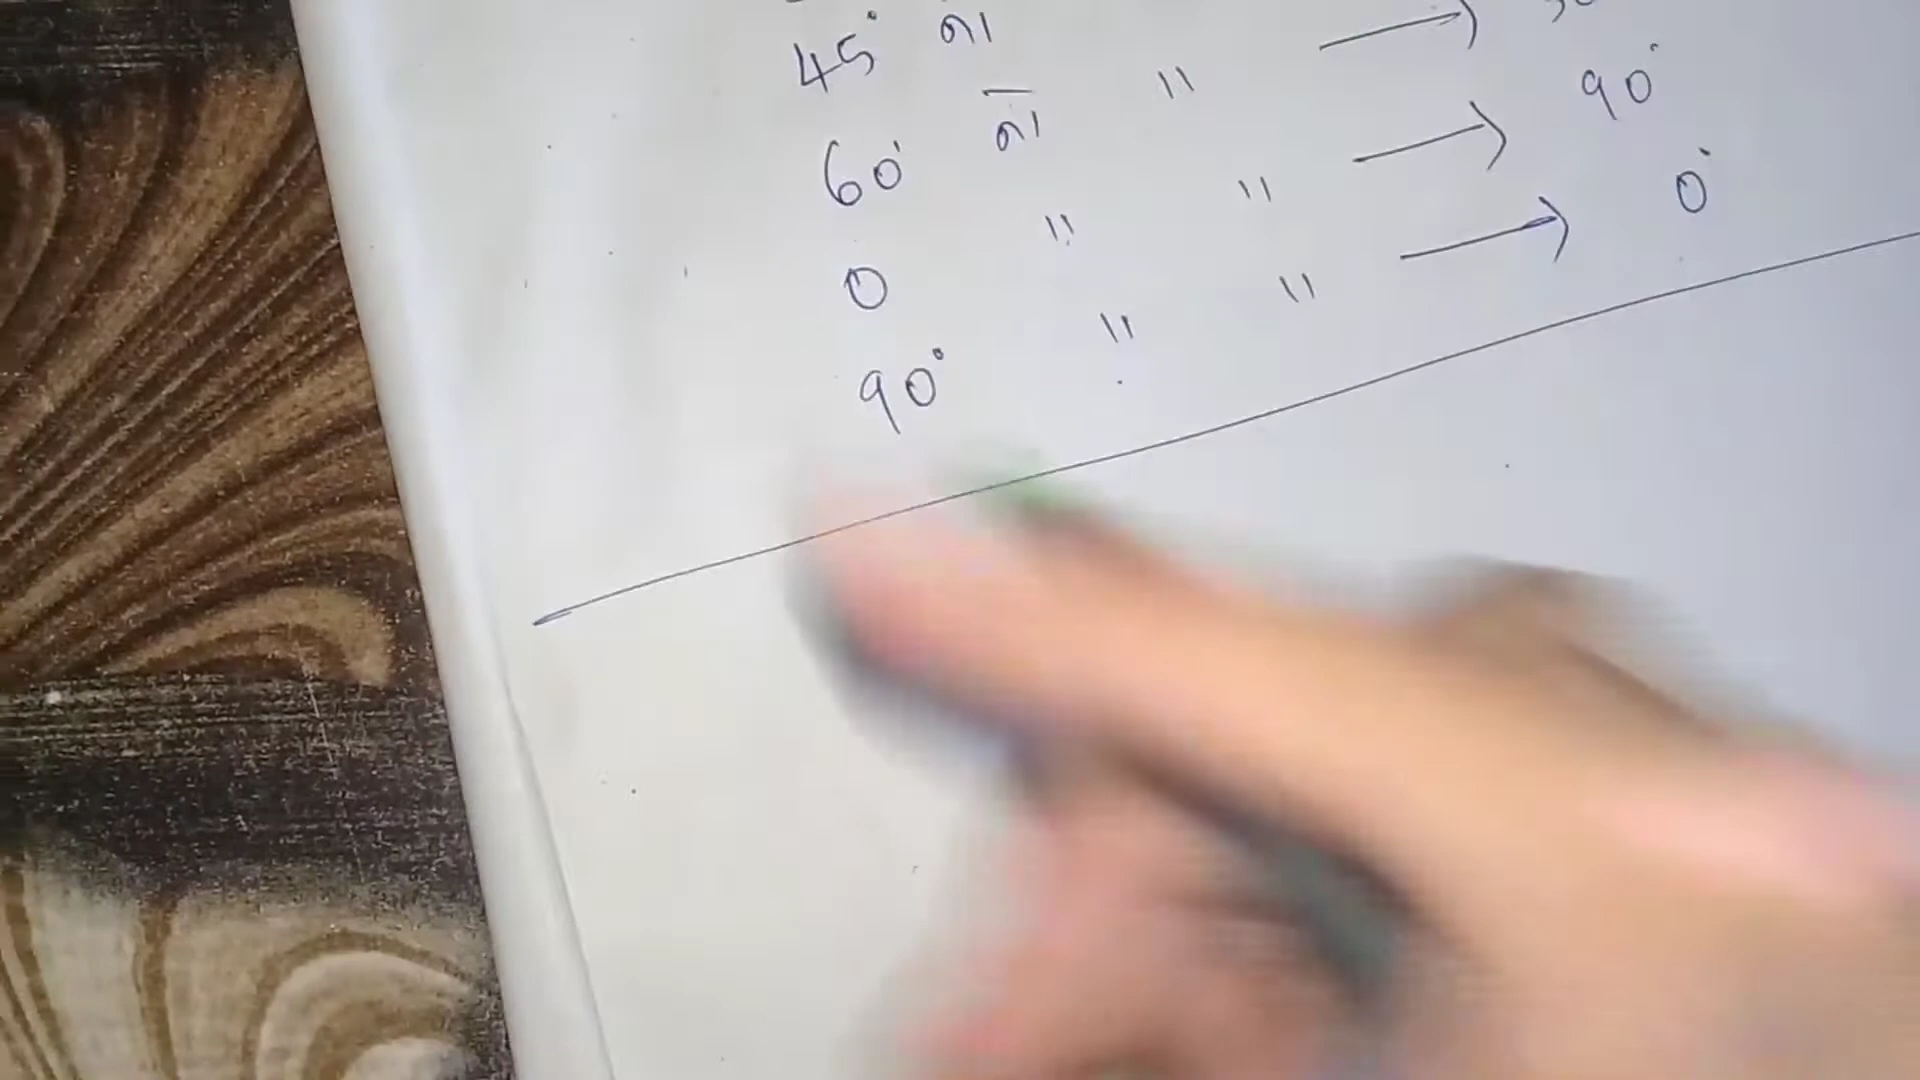 45° ના
60° ના " → 90°
0 " " → 0°
90° " "